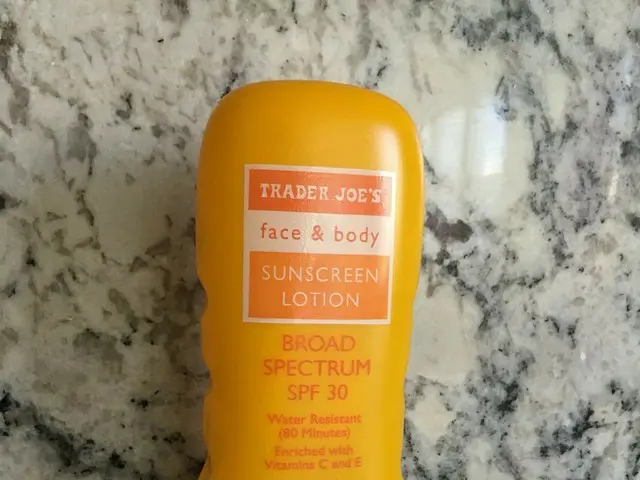 TRADER JOE'S
face & body
SUNSCREEN
LOTION
BROAD
SPECTRUM
SPF 30
Water Resistant
(80 Minutes)
Enriched with
Vitamins C and E